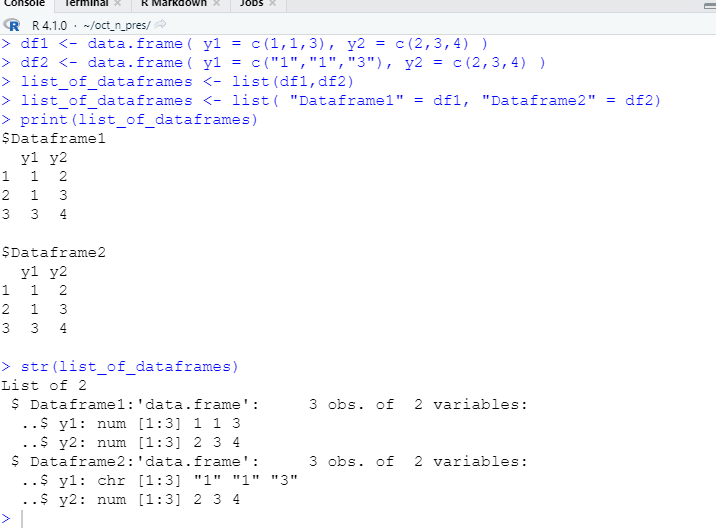 Console Terminal × R Markdown × Jobs ×
R 4.1.0 · ~/oct_n_pres/
> df1 <- data.frame( y1 = c(1,1,3), y2 = c(2,3,4) )
> df2 <- data.frame( y1 = c("1","1","3"), y2 = c(2,3,4) )
> list_of_dataframes <- list(df1,df2)
> list_of_dataframes <- list( "Dataframe1" = df1, "Dataframe2" = df2)
> print(list_of_dataframes)
$Dataframe1
  y1 y2
1  1  2
2  1  3
3  3  4

$Dataframe2
  y1 y2
1  1  2
2  1  3
3  3  4

> str(list_of_dataframes)
List of 2
 $ Dataframe1:'data.frame':	3 obs. of  2 variables:
  ..$ y1: num [1:3] 1 1 3
  ..$ y2: num [1:3] 2 3 4
 $ Dataframe2:'data.frame':	3 obs. of  2 variables:
  ..$ y1: chr [1:3] "1" "1" "3"
  ..$ y2: num [1:3] 2 3 4
>